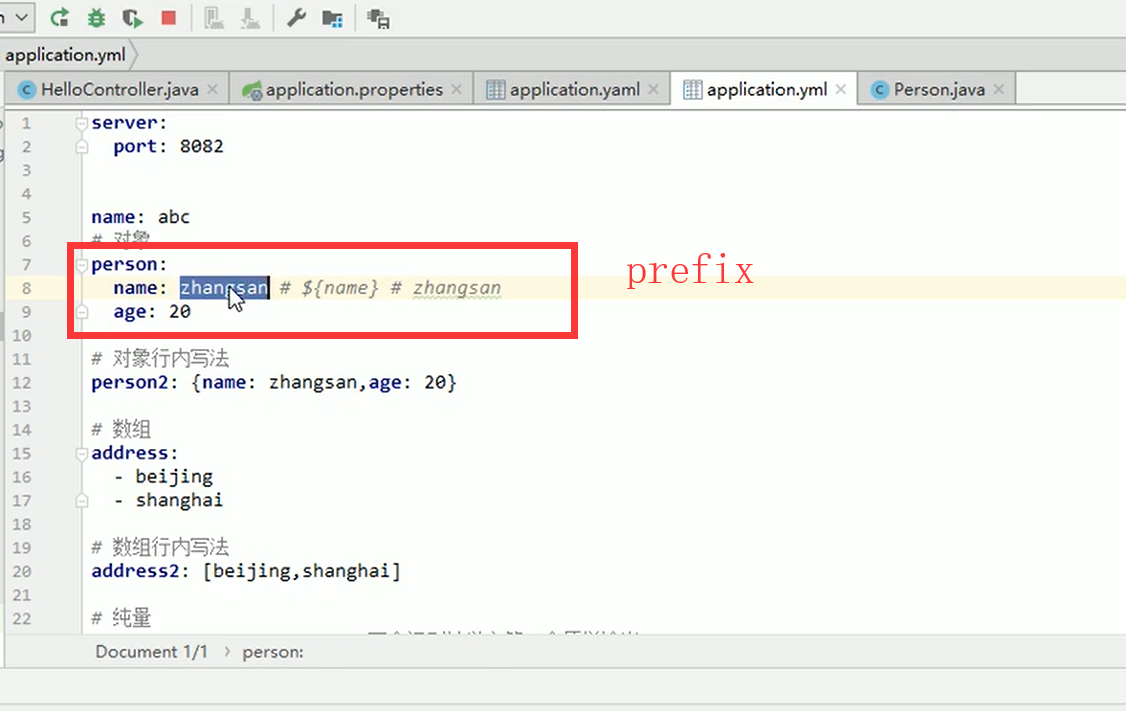 application.yml
HelloController.java
application.properties
application.yaml
application.yml
Person.java
1 server:
2 port: 8082
3
4
5 name: abc
6 # 对象
7 person:
8 name: zhangsan # ${name} # zhangsan
prefix
9 age: 20
10
11 # 对象行内写法
12 person2: {name: zhangsan,age: 20}
13
14 # 数组
15 address:
16 - beijing
17 - shanghai
18
19 # 数组行内写法
20 address2: [beijing,shanghai]
21
22 # 纯量
Document 1/1 › person: